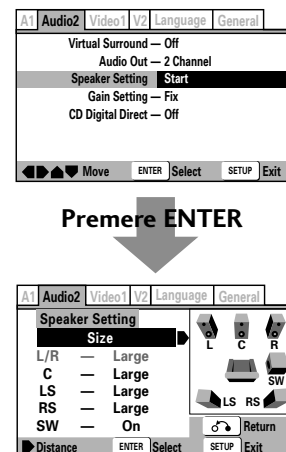 A1 Audio2 Video1 V2 Language General
Virtual Surround — Off
Audio Out — 2 Channel
Speaker Setting Start
Gain Setting — Fix
CD Digital Direct — Off
Move ENTER Select SETUP Exit
Premere ENTER
A1 Audio2 Video1 V2 Language General
Speaker Setting
Size
L/R — Large
C — Large
LS — Large
RS — Large
SW — On
L C R
SW
LS RS
Return
Distance ENTER Select SETUP Exit